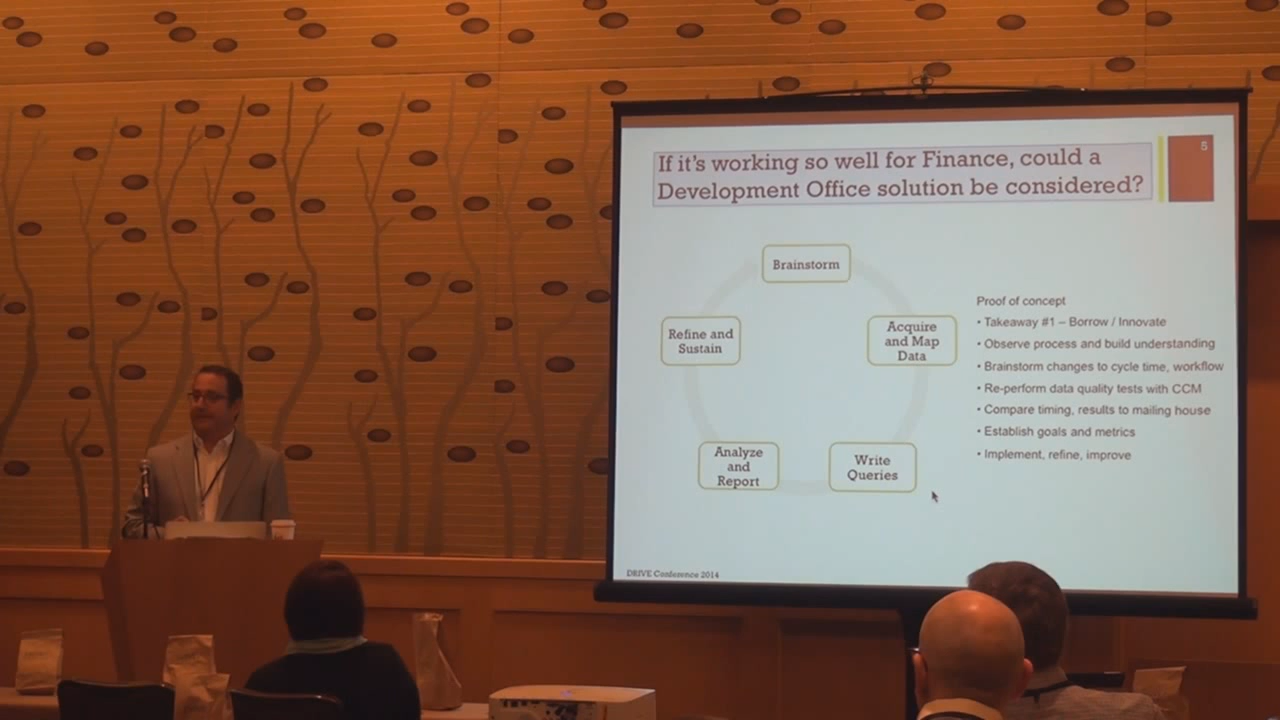 5
If it's working so well for Finance, could a
Development Office solution be considered?
Brainstorm
Refine and
Sustain
Acquire
and Map
Data
Analyze
and
Report
Write
Queries
Proof of concept
• Takeaway #1 – Borrow / Innovate
• Observe process and build understanding
• Brainstorm changes to cycle time, workflow
• Re-perform data quality tests with CCM
• Compare timing, results to mailing house
• Establish goals and metrics
• Implement, refine, improve
DRIVE Conference 2014